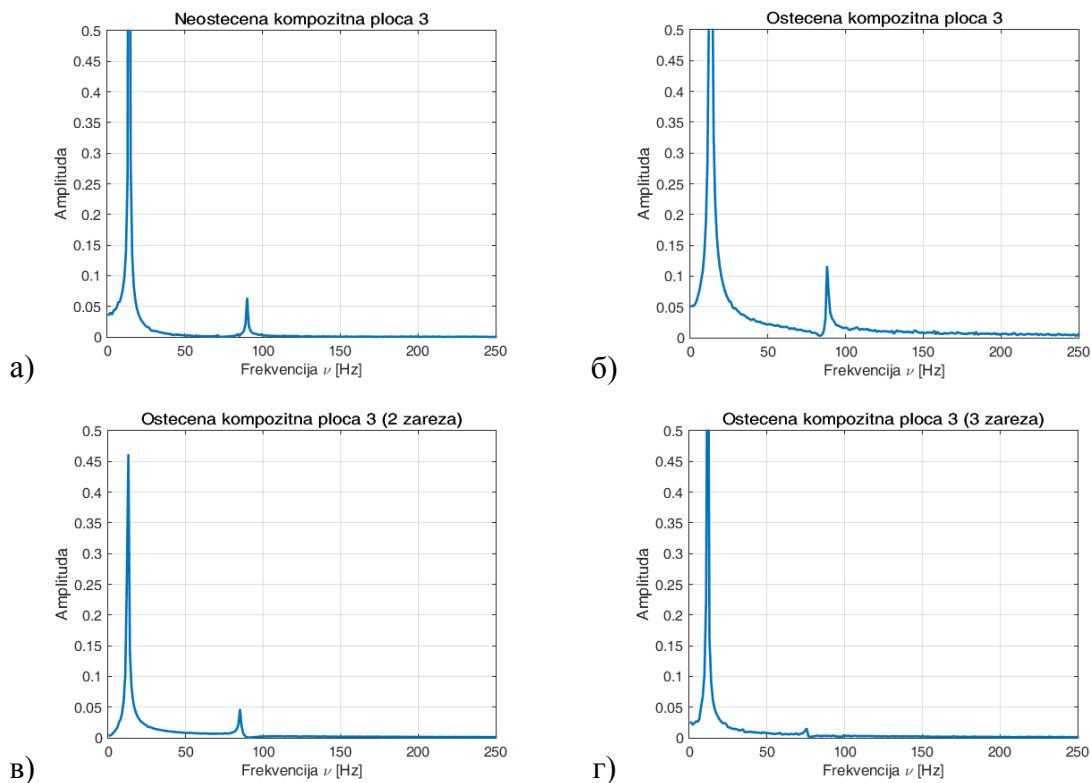 Neostecena kompozitna ploca 3
0.5
0.45
0.4
0.35
0.3
0.25
0.2
0.15
0.1
0.05
0
Amplituda
0 50 100 150 200 250
Frekvencija ν [Hz]
а)
Ostecena kompozitna ploca 3
0.5
0.45
0.4
0.35
0.3
0.25
0.2
0.15
0.1
0.05
0
Amplituda
0 50 100 150 200 250
Frekvencija ν [Hz]
б)
Ostecena kompozitna ploca 3 (2 zareza)
0.5
0.45
0.4
0.35
0.3
0.25
0.2
0.15
0.1
0.05
0
Amplituda
0 50 100 150 200 250
Frekvencija ν [Hz]
в)
Ostecena kompozitna ploca 3 (3 zareza)
0.5
0.45
0.4
0.35
0.3
0.25
0.2
0.15
0.1
0.05
0
Amplituda
0 50 100 150 200 250
Frekvencija ν [Hz]
г)